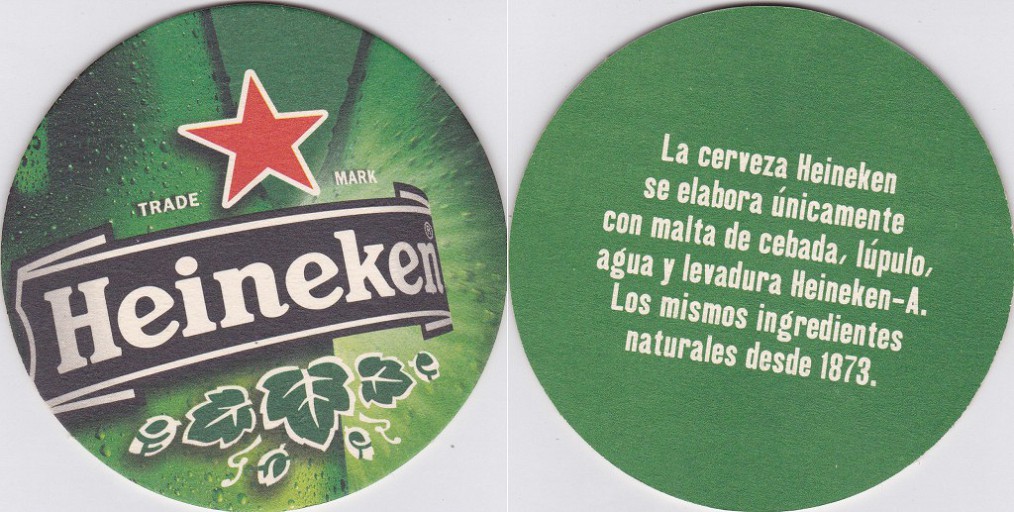 TRADE MARK
Heineken®
La cerveza Heineken
se elabora únicamente
con malta de cebada, lúpulo,
agua y levadura Heineken-A.
Los mismos ingredientes
naturales desde 1873.